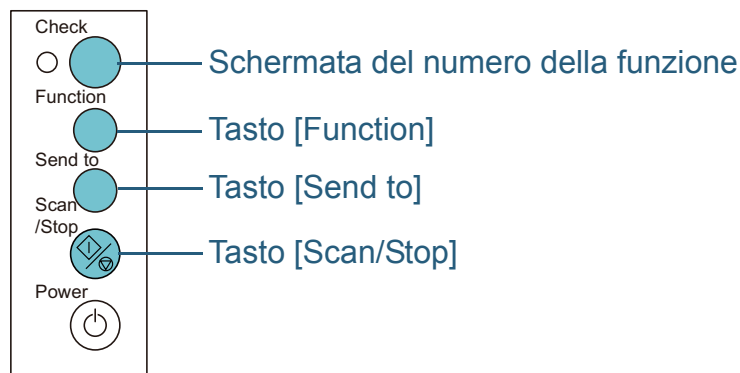 Check
Schermata del numero della funzione
Function
Tasto [Function]
Send to
Tasto [Send to]
Scan
/Stop
Tasto [Scan/Stop]
Power